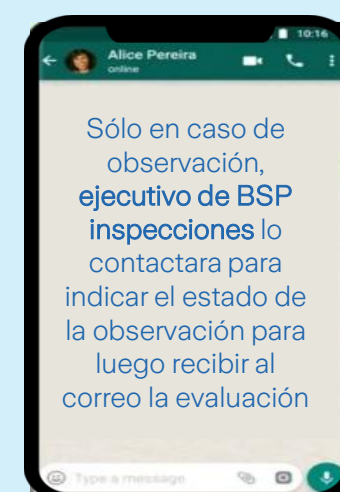 10:16
Alice Pereira
online
Sólo en caso de
observación,
ejecutivo de BSP
inspecciones lo
contactara para
indicar el estado de
la observación para
luego recibir al
correo la evaluación
Type a message